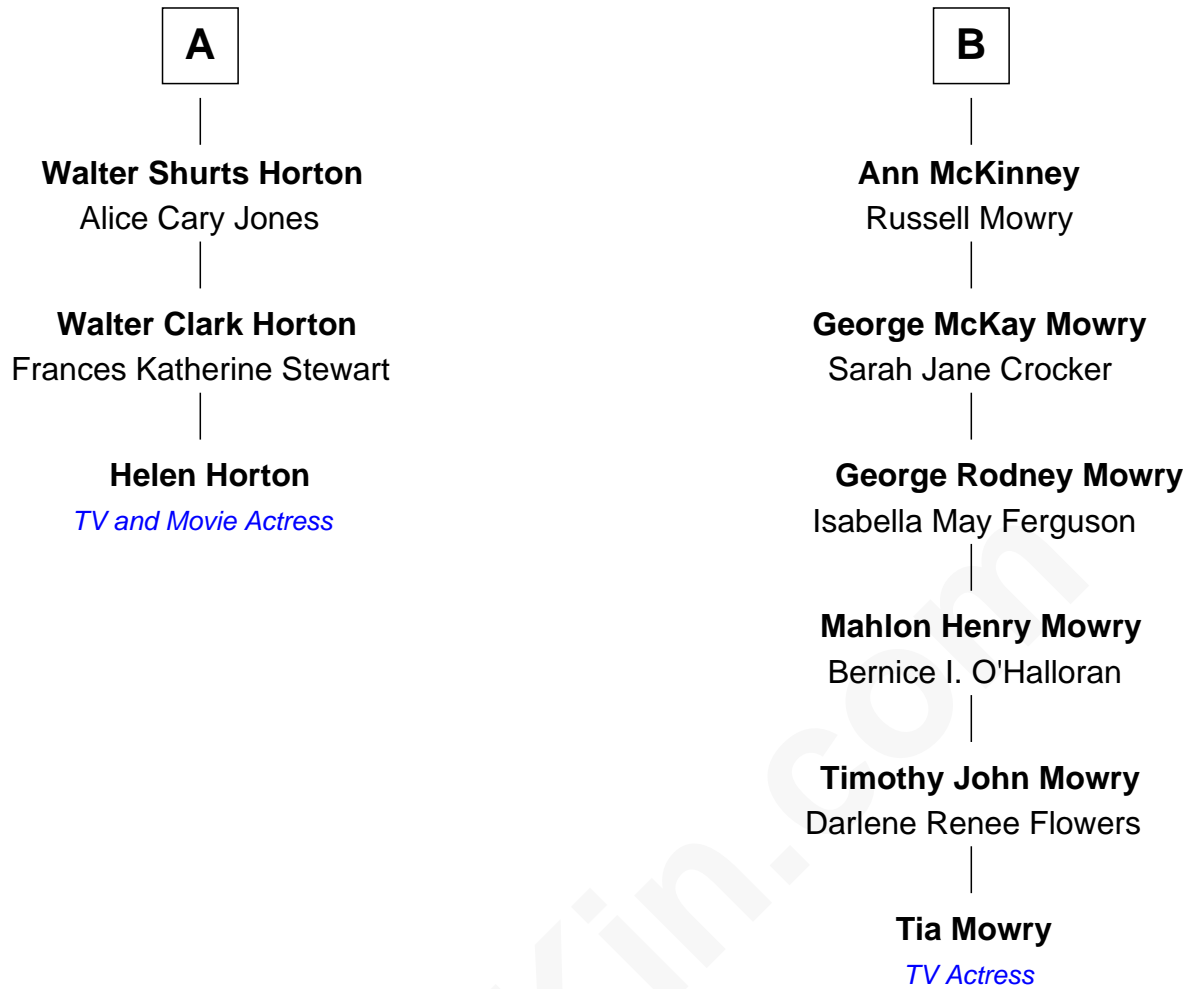 A
Walter Shurts Horton
Alice Cary Jones
Walter Clark Horton
Frances Katherine Stewart
Helen Horton
TV and Movie Actress
B
Ann McKinney
Russell Mowry
George McKay Mowry
Sarah Jane Crocker
George Rodney Mowry
Isabella May Ferguson
Mahlon Henry Mowry
Bernice I. O'Halloran
Timothy John Mowry
Darlene Renee Flowers
Tia Mowry
TV Actress